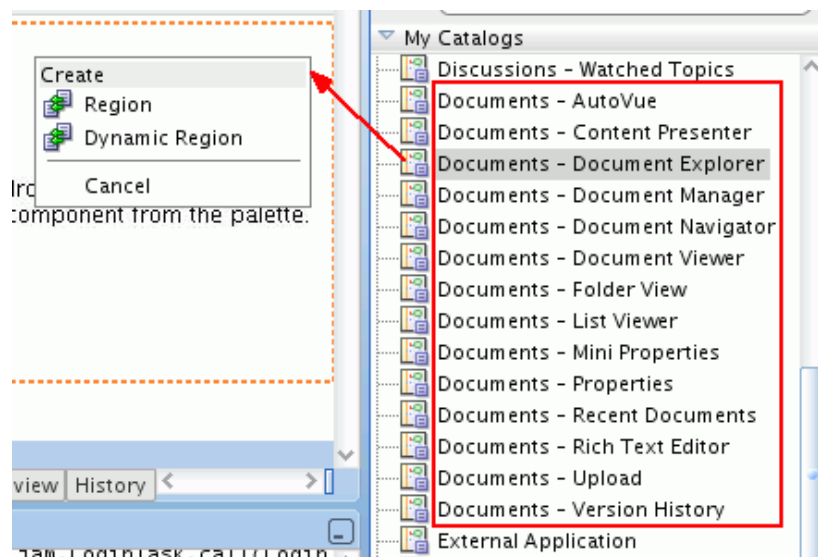 Create
Region
Dynamic Region
Cancel
component from the palette.
view History
My Catalogs
Discussions - Watched Topics
Documents - AutoVue
Documents - Content Presenter
Documents - Document Explorer
Documents - Document Manager
Documents - Document Navigator
Documents - Document Viewer
Documents - Folder View
Documents - List Viewer
Documents - Mini Properties
Documents - Properties
Documents - Recent Documents
Documents - Rich Text Editor
Documents - Upload
Documents - Version History
External Application